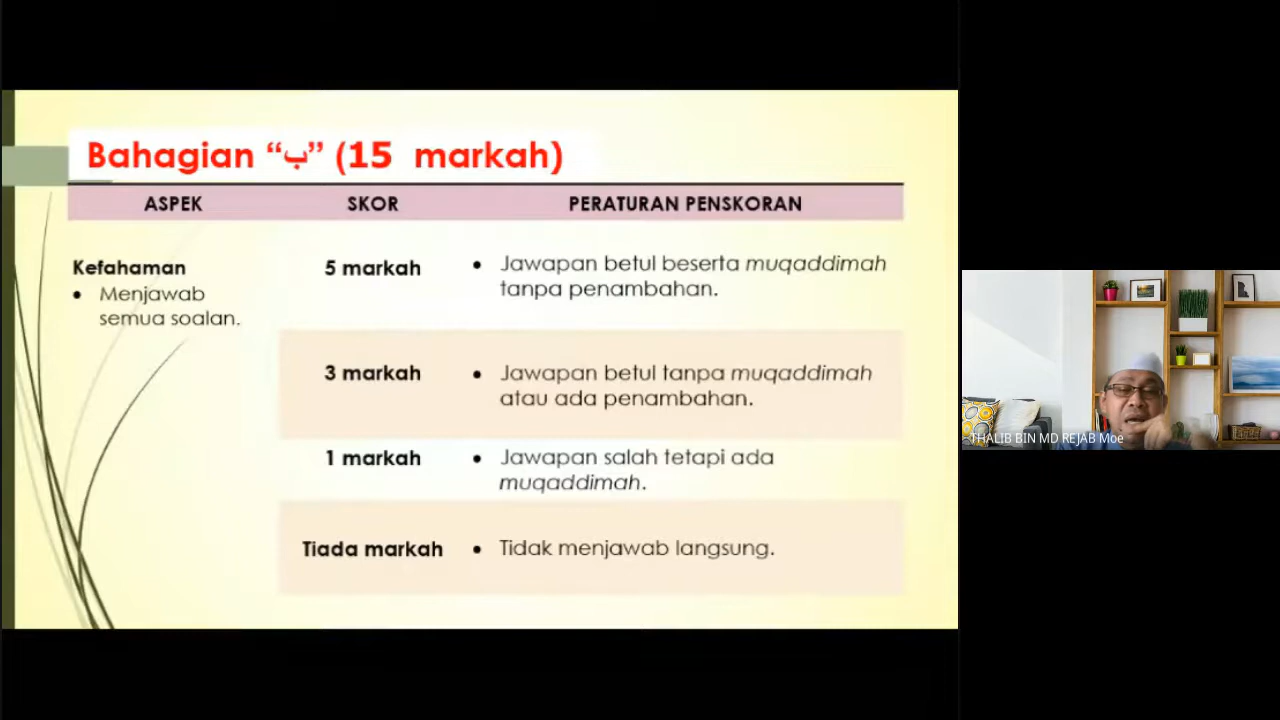 Bahagian “ب” (15 markah)
ASPEK SKOR PERATURAN PENSKORAN
Kefahaman
• Menjawab
semua soalan.
5 markah
• Jawapan betul beserta muqaddimah
tanpa penambahan.
3 markah
• Jawapan betul tanpa muqaddimah
atau ada penambahan.
1 markah
• Jawapan salah tetapi ada
muqaddimah.
Tiada markah
• Tidak menjawab langsung.
THALIB BIN MD REJAB Moe